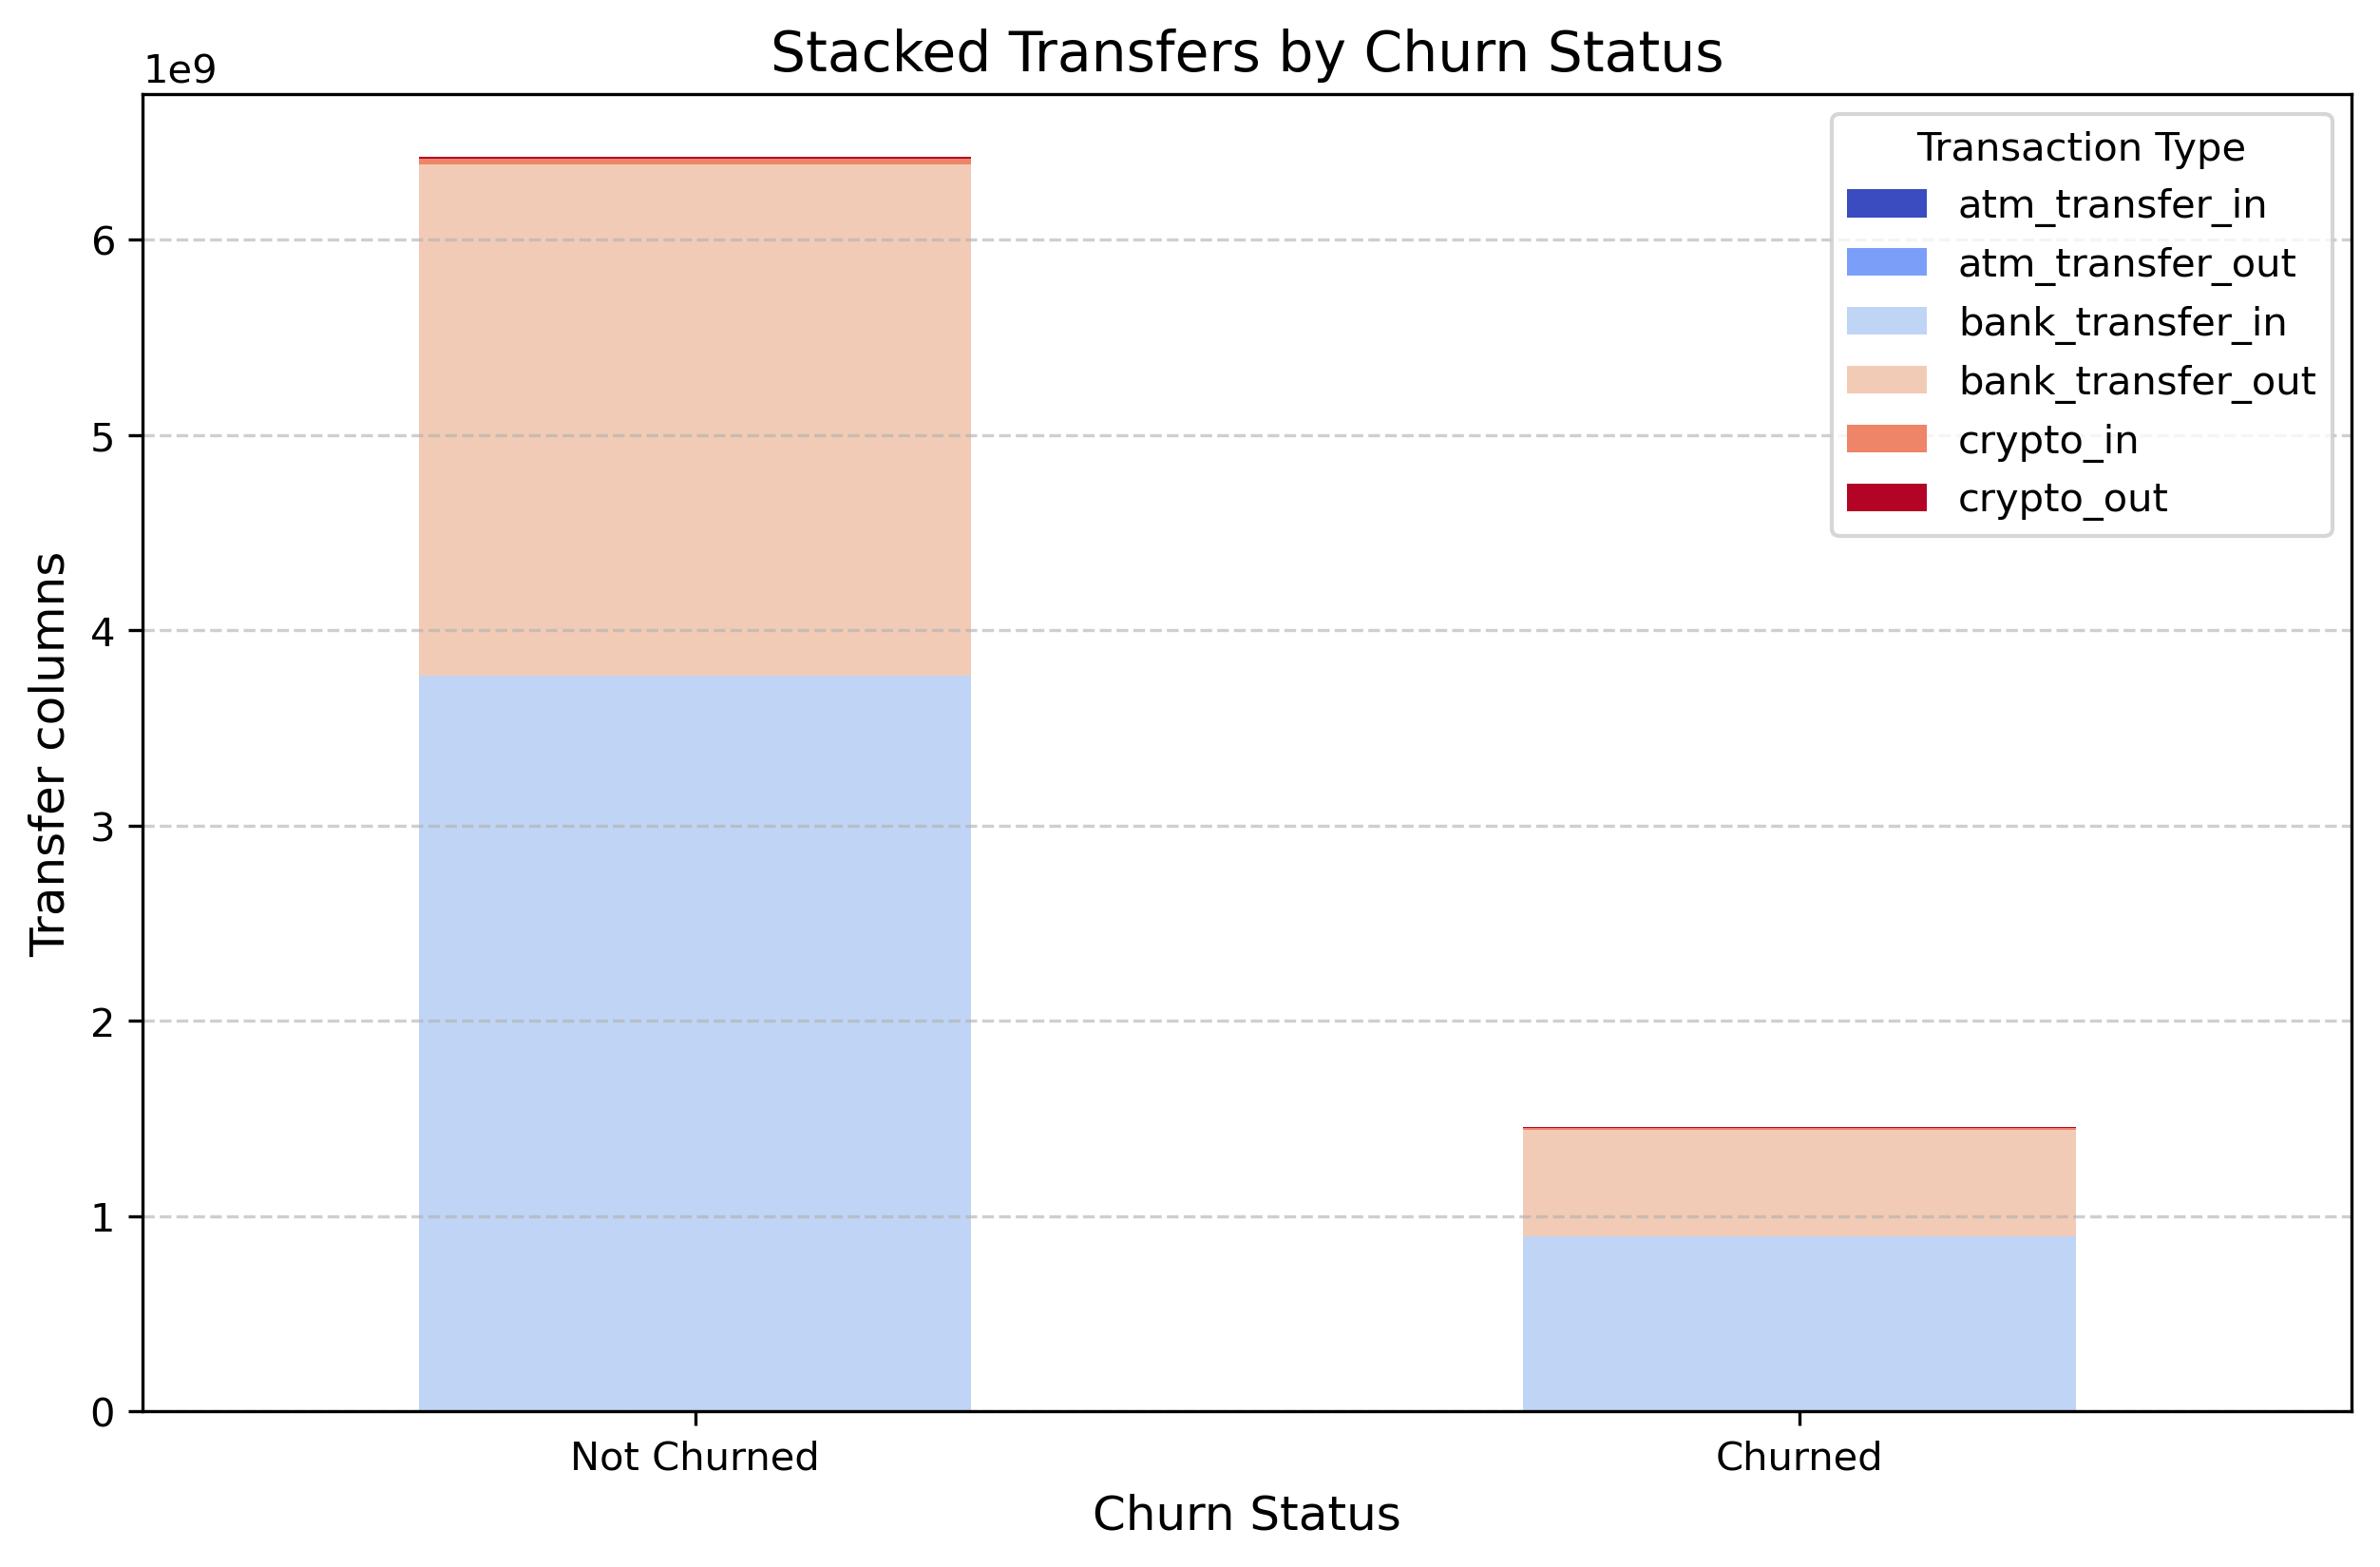 Stacked Transfers by Churn Status
1e9
Transaction Type
atm_transfer_in
atm_transfer_out
bank_transfer_in
bank_transfer_out
crypto_in
crypto_out
6
5
4
3
2
1
0
Transfer columns
Not Churned
Churned
Churn Status